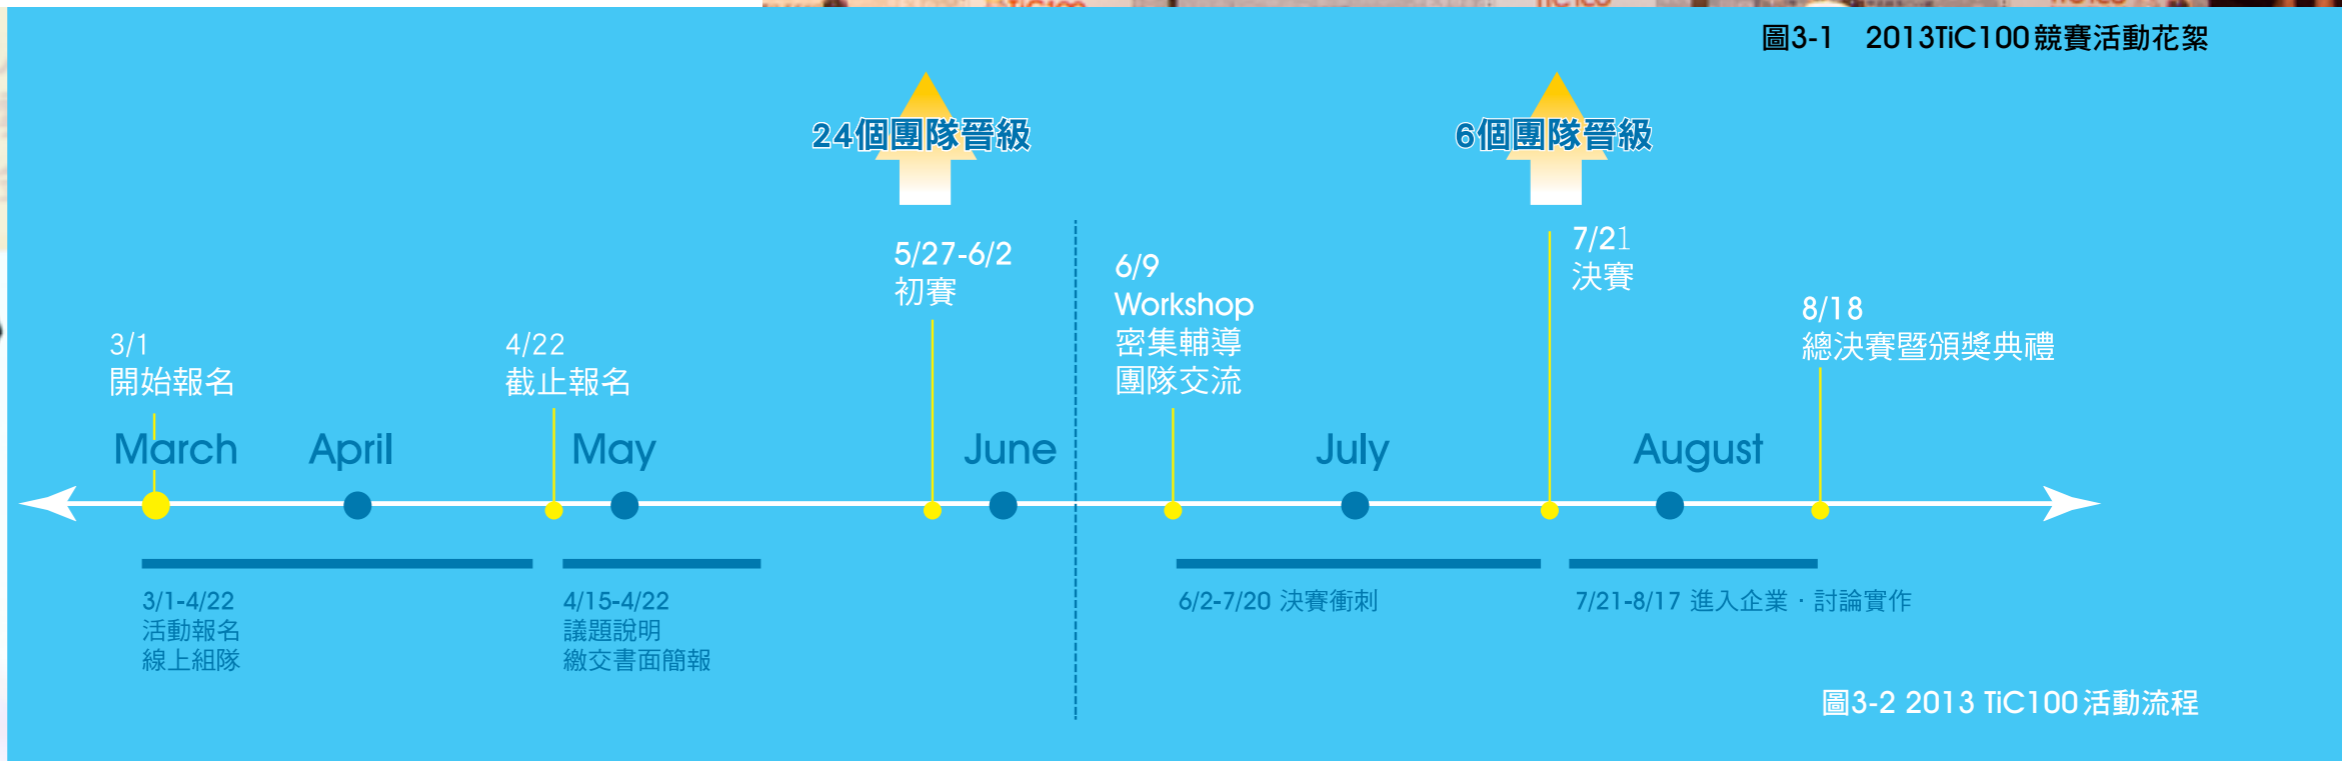 TiC100
圖3-1 2013TiC100競賽活動花絮
24個團隊晉級
6個團隊晉級
5/27-6/2
初賽
6/9
Workshop
密集輔導
團隊交流
7/21
決賽
8/18
總決賽暨頒獎典禮
3/1
開始報名
4/22
截止報名
March
April
May
June
July
August
3/1-4/22
活動報名
線上組隊
4/15-4/22
議題說明
繳交書面簡報
6/2-7/20 決賽衝刺
7/21-8/17 進入企業‧討論實作
圖3-2 2013 TiC100活動流程